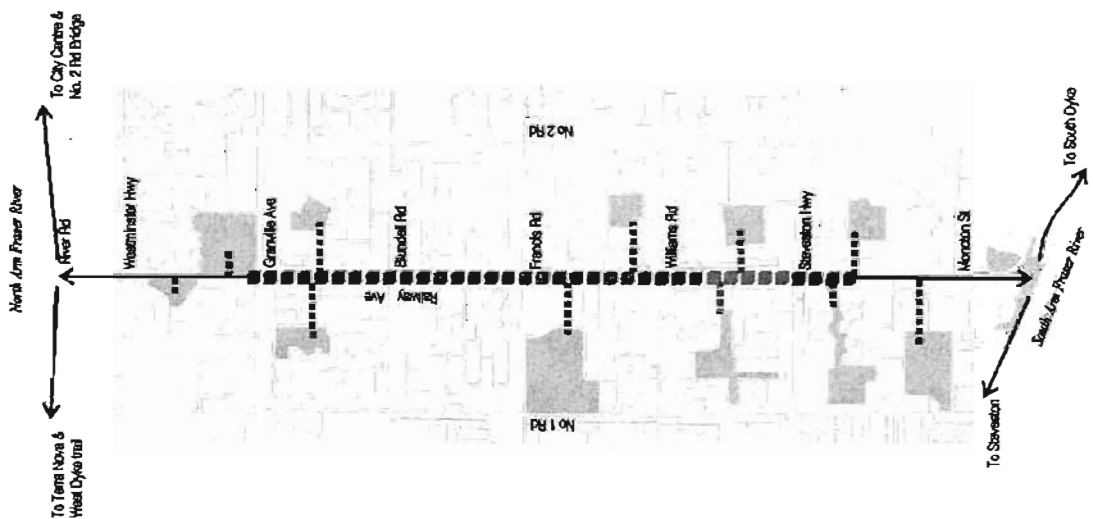 North Arm Fraser River
To City Centre &
No. 2 Rd Bridge
To Terra Nova &
West Dyke trail
River Rd
Westminster Hwy
Granville Ave
Blundell Rd
Railway
Ave
No 2 Rd
Francis Rd
No 1 Rd
Williams Rd
Steveston Hwy
Moncton St
To South Dyke
South Arm Fraser River
To Steveston